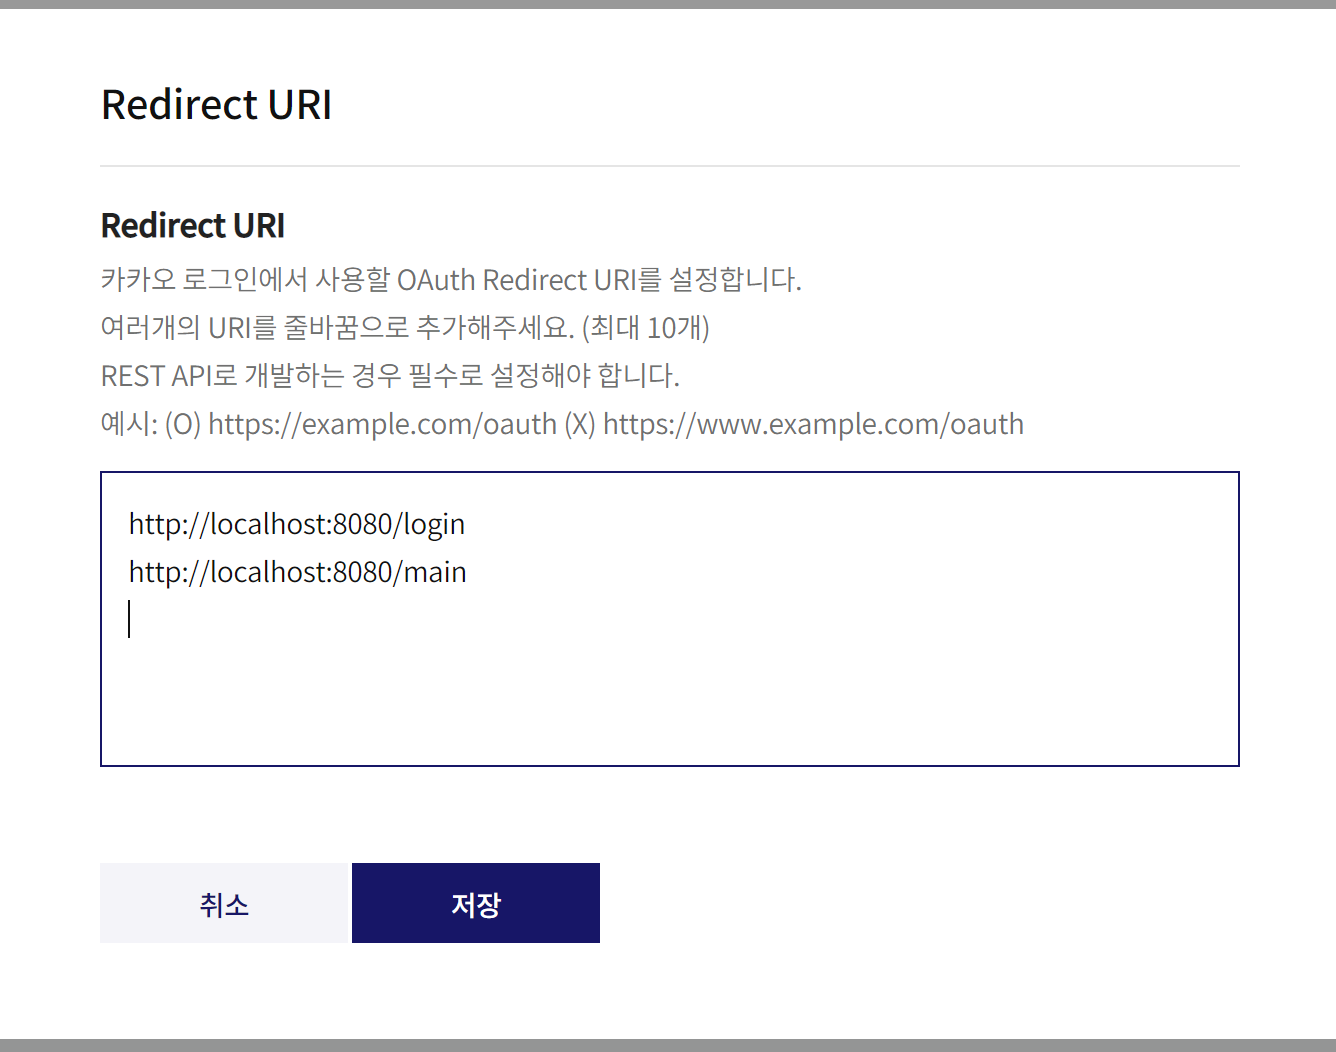 Redirect URI
Redirect URI
카카오 로그인에서 사용할 OAuth Redirect URI를 설정합니다.
여러개의 URI를 줄바꿈으로 추가해주세요. (최대 10개)
REST API로 개발하는 경우 필수로 설정해야 합니다.
예시: (O) https://example.com/oauth (X) https://www.example.com/oauth
http://localhost:8080/login
http://localhost:8080/main
취소
저장